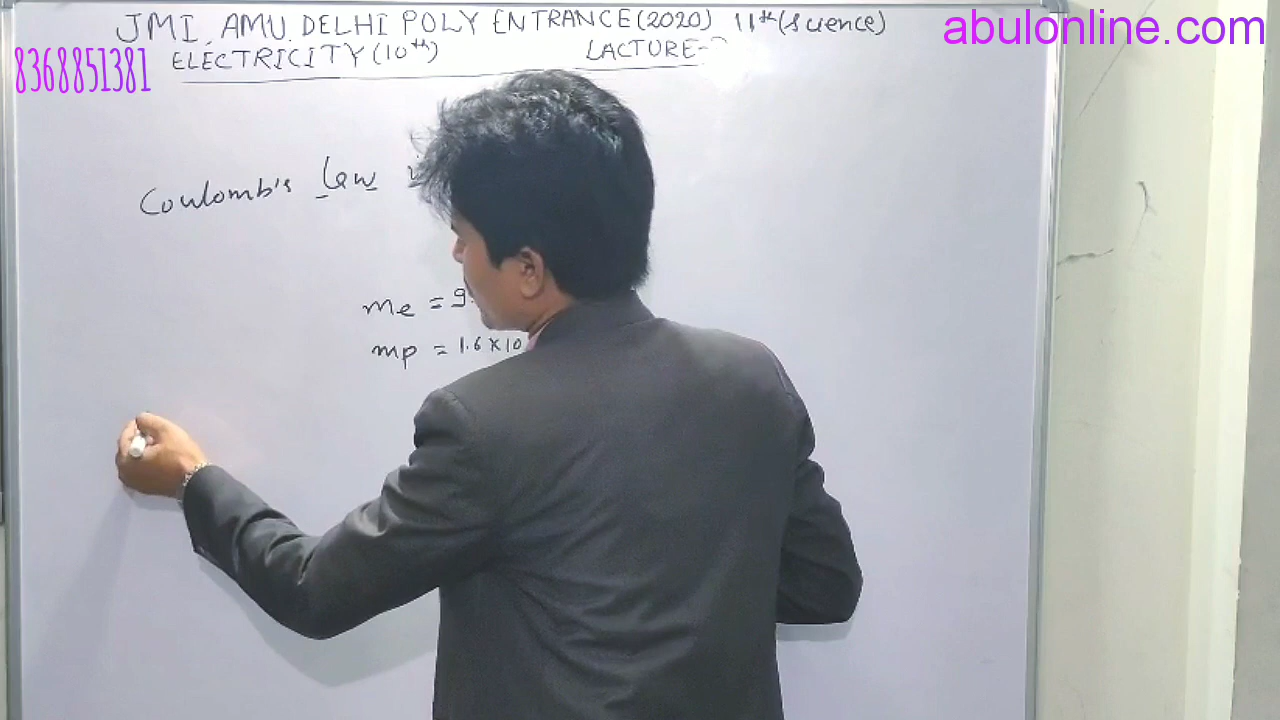 JMI, AMU, DELHI POLY ENTRANCE(2020) 11th(science)
abulonline.com
ELECTRICITY(10th) LACTURE-
8368851381
Coulomb's Law
me = 9.
mp = 1.6 x 10